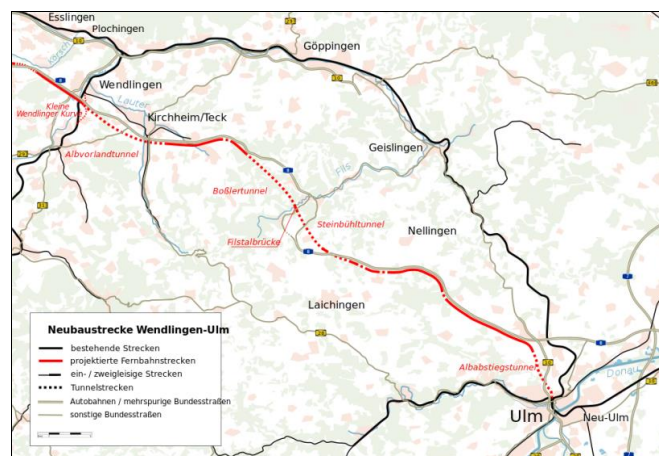 Esslingen
Plochingen
Göppingen
Wendlingen
Lauter
Kleine
Wendlinger Kurve
Kirchheim/Teck
Albvorlandtunnel
Geislingen
Fils
Boßlertunnel
Steinbühltunnel
Filstalbrücke
Nellingen
Laichingen
Albabstiegstunnel
Donau
Ulm
Neu-Ulm
Neubaustrecke Wendlingen-Ulm
bestehende Strecken
projektierte Fernbahnstrecken
ein- / zweigleisige Strecken
Tunnelstrecken
Autobahnen / mehrspurige Bundesstraßen
sonstige Bundesstraßen